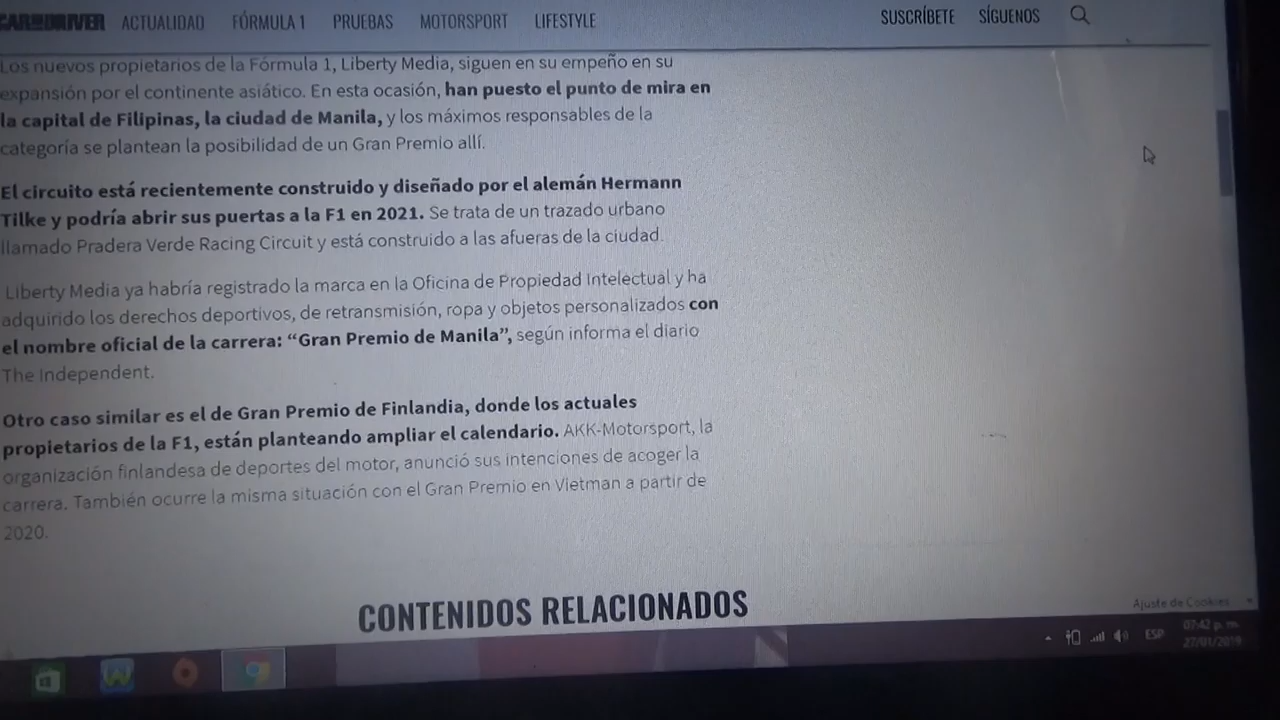 CAR AND DRIVER ACTUALIDAD FÓRMULA 1 PRUEBAS MOTORSPORT LIFESTYLE SUSCRÍBETE SÍGUENOS
Los nuevos propietarios de la Fórmula 1, Liberty Media, siguen en su empeño en su
expansión por el continente asiático. En esta ocasión, han puesto el punto de mira en
la capital de Filipinas, la ciudad de Manila, y los máximos responsables de la
categoría se plantean la posibilidad de un Gran Premio allí.
El circuito está recientemente construido y diseñado por el alemán Hermann
Tilke y podría abrir sus puertas a la F1 en 2021. Se trata de un trazado urbano
llamado Pradera Verde Racing Circuit y está construido a las afueras de la ciudad.
Liberty Media ya habría registrado la marca en la Oficina de Propiedad Intelectual y ha
adquirido los derechos deportivos, de retransmisión, ropa y objetos personalizados con
el nombre oficial de la carrera: “Gran Premio de Manila”, según informa el diario
The Independent.
Otro caso similar es el de Gran Premio de Finlandia, donde los actuales
propietarios de la F1, están planteando ampliar el calendario. AKK-Motorsport, la
organización finlandesa de deportes del motor, anunció sus intenciones de acoger la
carrera. También ocurre la misma situación con el Gran Premio en Vietman a partir de
2020.
CONTENIDOS RELACIONADOS
Ajuste de Cookies
ESP
07:42 p. m.
27/01/2019